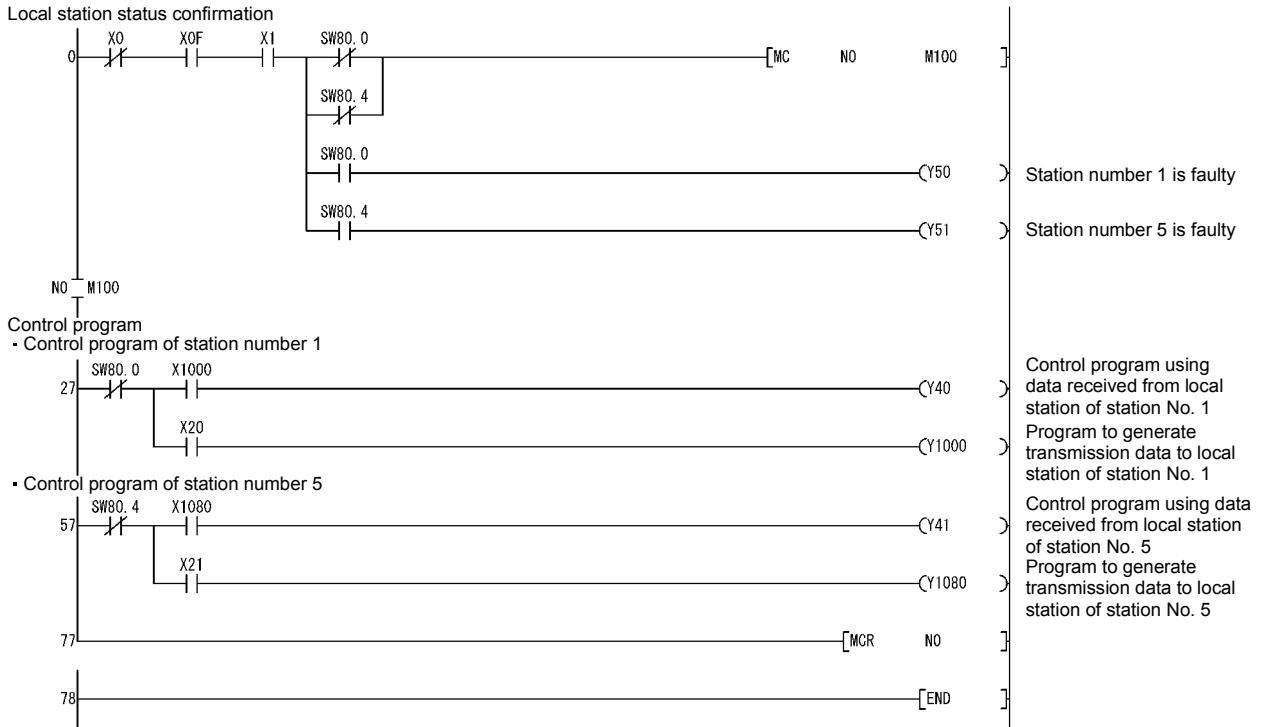 Local station status confirmation
X0 X0F X1 SW80. 0
0 MC N0 M100
SW80. 4
SW80. 0
Y50 Station number 1 is faulty
SW80. 4
Y51 Station number 5 is faulty
N0 M100
Control program
- Control program of station number 1
SW80. 0 X1000
27 Y40
Control program using
data received from local
station of station No. 1
X20
Y1000
Program to generate
transmission data to local
station of station No. 1
- Control program of station number 5
SW80. 4 X1080
57 Y41
Control program using data
received from local station
of station No. 5
X21
Y1080
Program to generate
transmission data to local
station of station No. 5
77 MCR N0
78 END